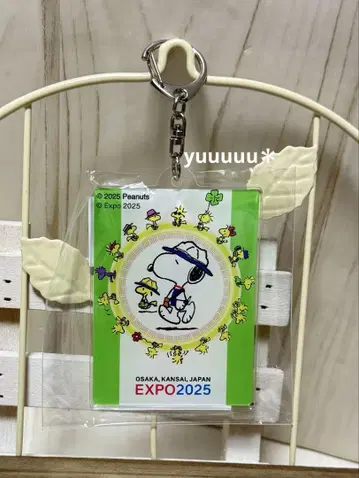 yuuuuu*
© 2025 Peanuts
© Expo 2025
OSAKA, KANSAI, JAPAN
EXPO2025